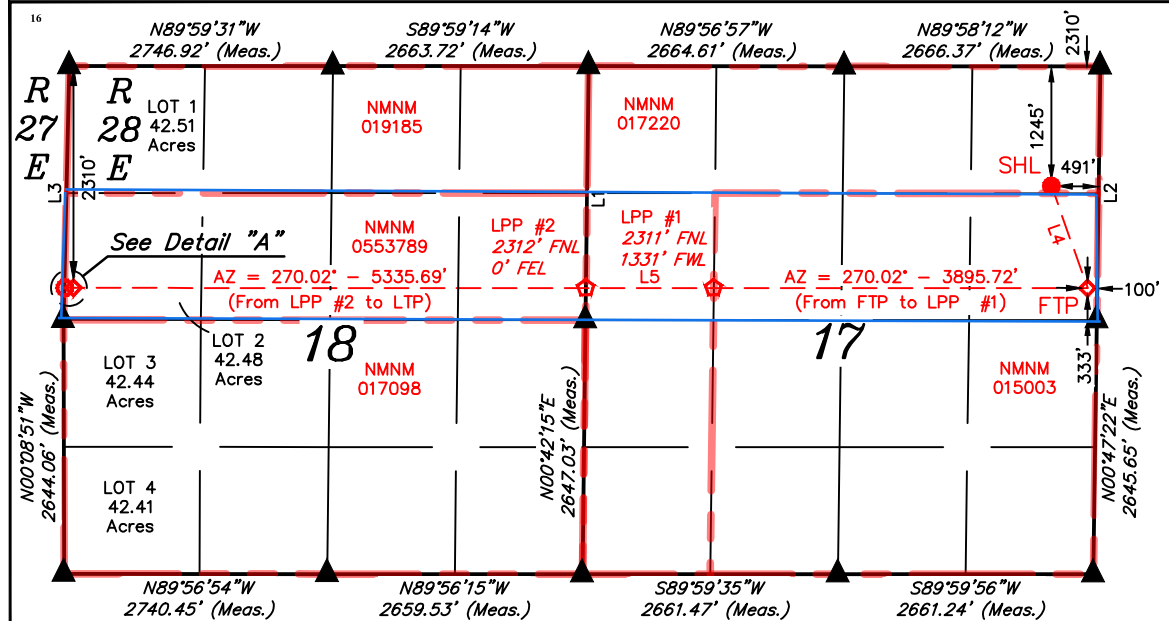 16
N89°59'31"W
2746.92' (Meas.)
S89°59'14"W
2663.72' (Meas.)
N89°56'57"W
2664.61' (Meas.)
N89°58'12"W
2666.37' (Meas.)
2310'
R
27
E
R
28
E
LOT 1
42.51
Acres
NMNM
019185
NMNM
017220
1245'
SHL
491'
L3
2310'
L1
L2
See Detail "A"
NMNM
0553789
LPP #2
2312' FNL
0' FEL
LPP #1
2311' FNL
1331' FWL
L5
L4
AZ = 270.02° - 5335.69'
(From LPP #2 to LTP)
AZ = 270.02° - 3895.72'
(From FTP to LPP #1)
FTP
100'
333'
LOT 2
42.48
Acres
18
17
LOT 3
42.44
Acres
NMNM
017098
NMNM
015003
N00°08'51"W
2644.06' (Meas.)
N00°42'15"E
2647.03' (Meas.)
N00°47'22"E
2645.65' (Meas.)
LOT 4
42.41
Acres
N89°56'54"W
2740.45' (Meas.)
N89°56'15"W
2659.53' (Meas.)
S89°59'35"W
2661.47' (Meas.)
S89°59'56"W
2661.24' (Meas.)